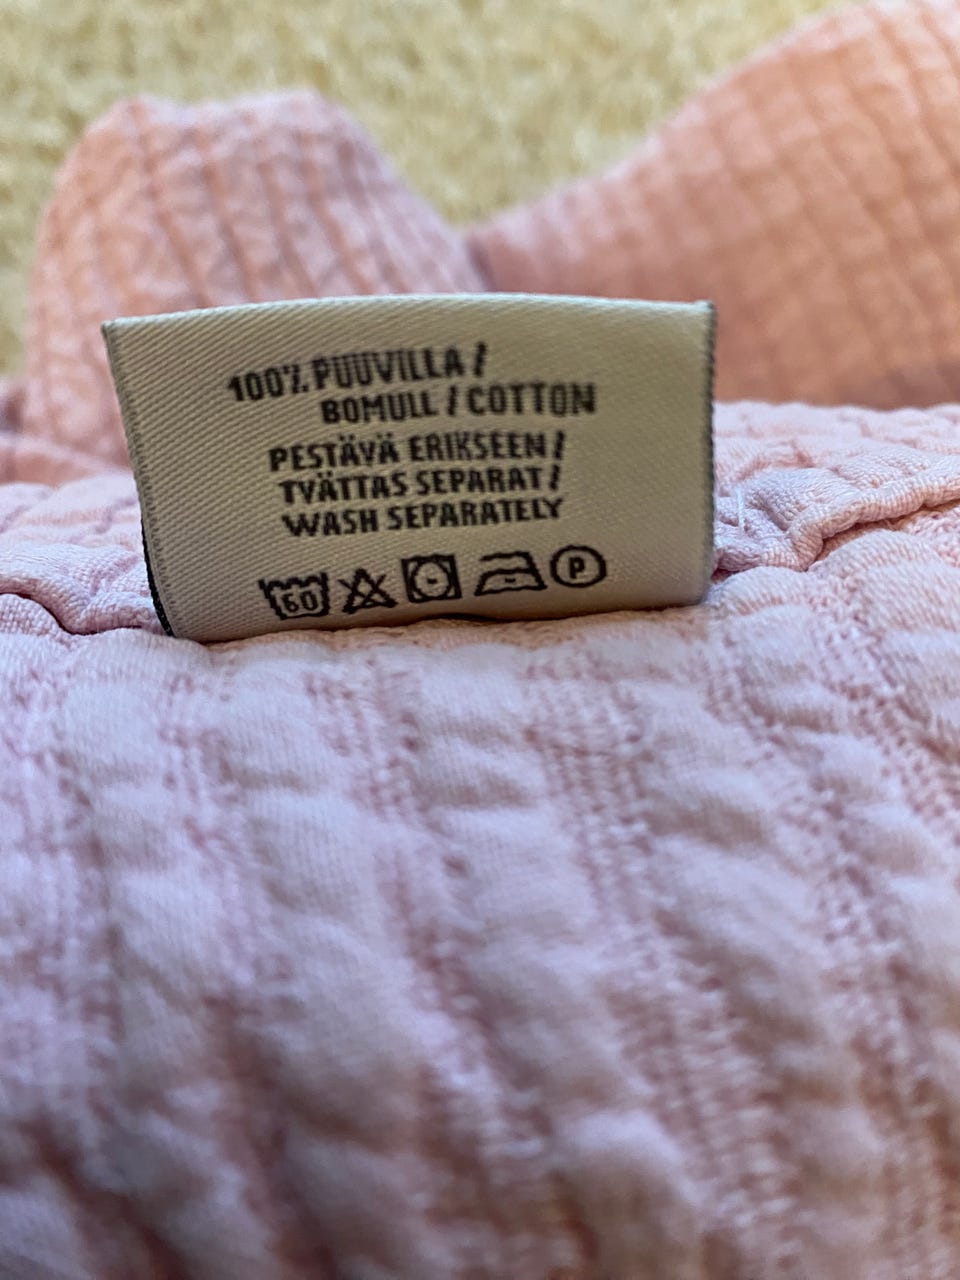 100% PUUVILLA /
BOMULL / COTTON
PESTÄVÄ ERIKSEEN /
TVÄTTAS SEPARAT /
WASH SEPARATELY
60 P